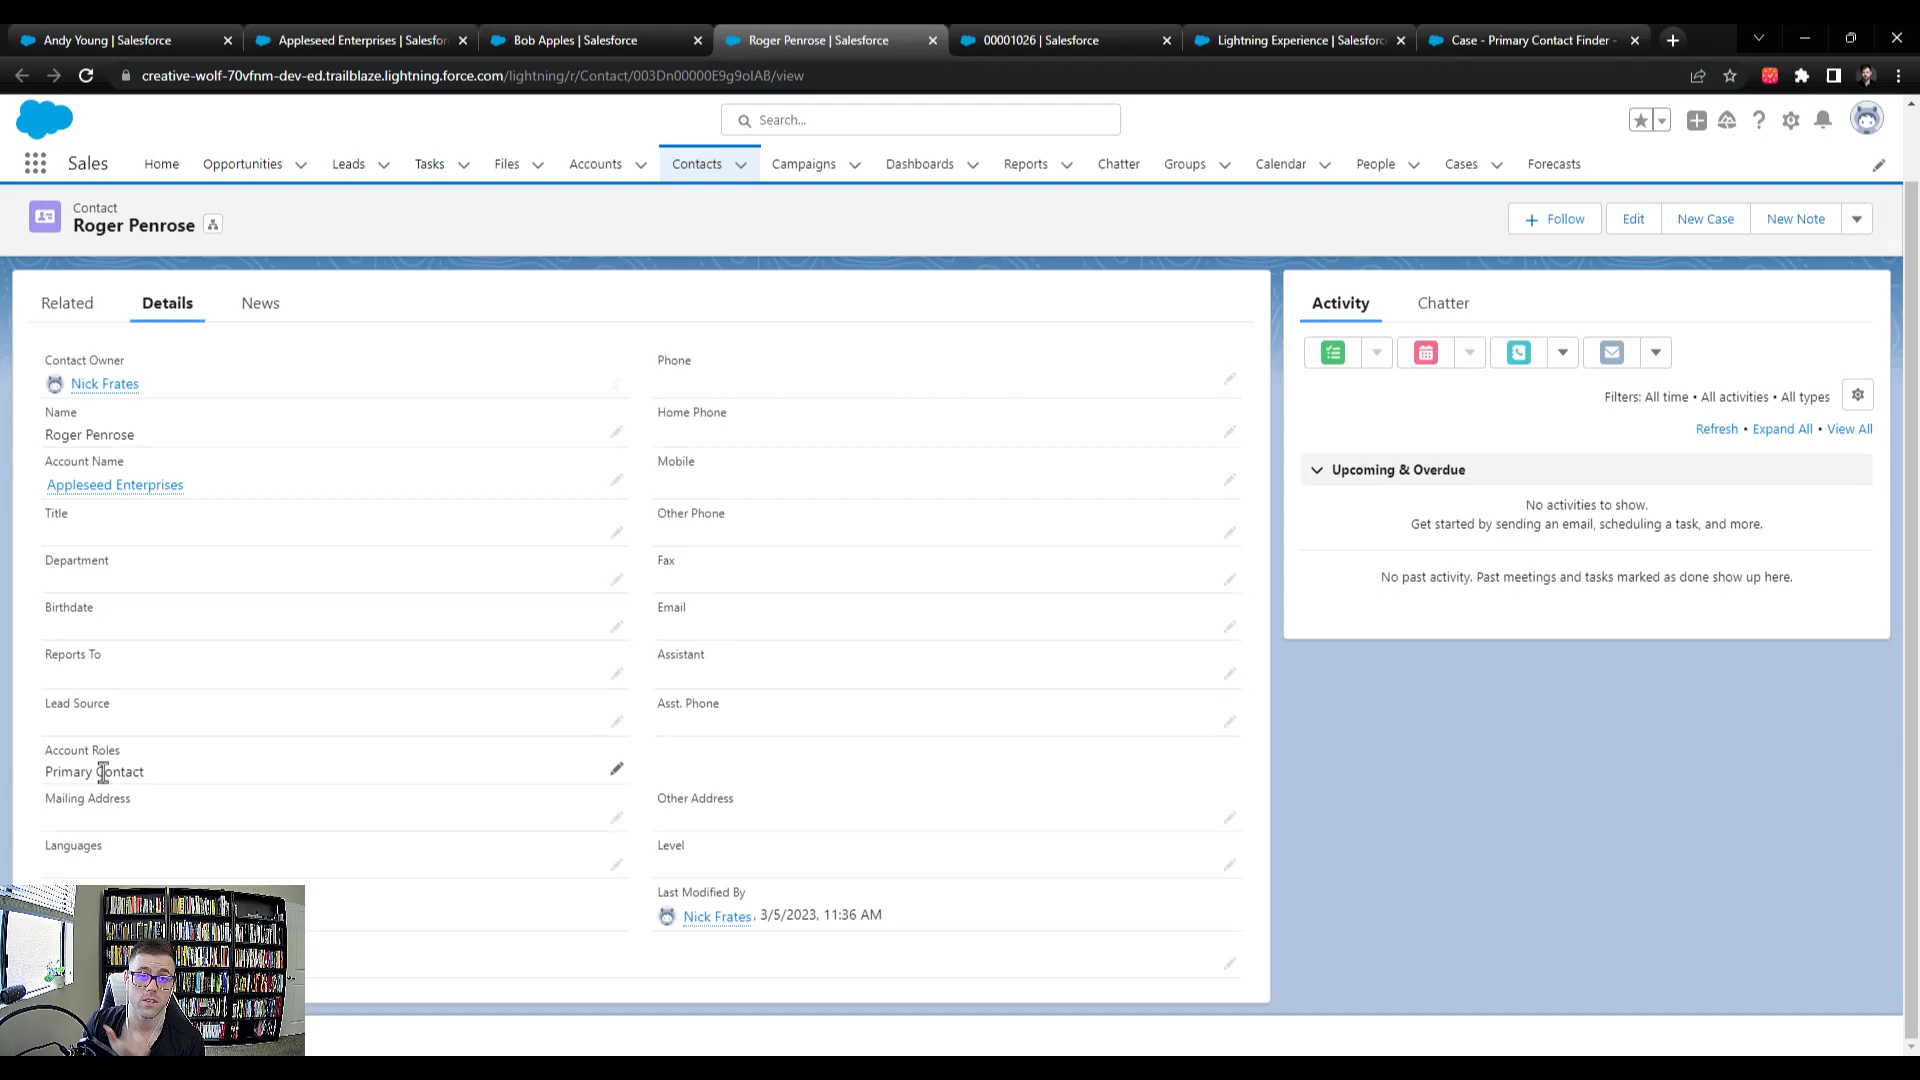 Andy Young | Salesforce
Appleseed Enterprises | Salesfor
Bob Apples | Salesforce
Roger Penrose | Salesforce
00001026 | Salesforce
Lightning Experience | Salesforc
Case - Primary Contact Finder -
creative-wolf-70vfnm-dev-ed.trailblaze.lightning.force.com/lightning/r/Contact/003Dn00000E9g9oIAB/view
Search...
Sales
Home
Opportunities
Leads
Tasks
Files
Accounts
Contacts
Campaigns
Dashboards
Reports
Chatter
Groups
Calendar
People
Cases
Forecasts
Contact
Roger Penrose
Follow
Edit
New Case
New Note
Related
Details
News
Contact Owner
Nick Frates
Name
Roger Penrose
Account Name
Appleseed Enterprises
Title
Department
Birthdate
Reports To
Lead Source
Account Roles
Primary Contact
Mailing Address
Languages
Phone
Home Phone
Mobile
Other Phone
Fax
Email
Assistant
Asst. Phone
Other Address
Level
Last Modified By
Nick Frates, 3/5/2023, 11:36 AM
Activity
Chatter
Filters: All time • All activities • All types
Refresh • Expand All • View All
Upcoming & Overdue
No activities to show.
Get started by sending an email, scheduling a task, and more.
No past activity. Past meetings and tasks marked as done show up here.